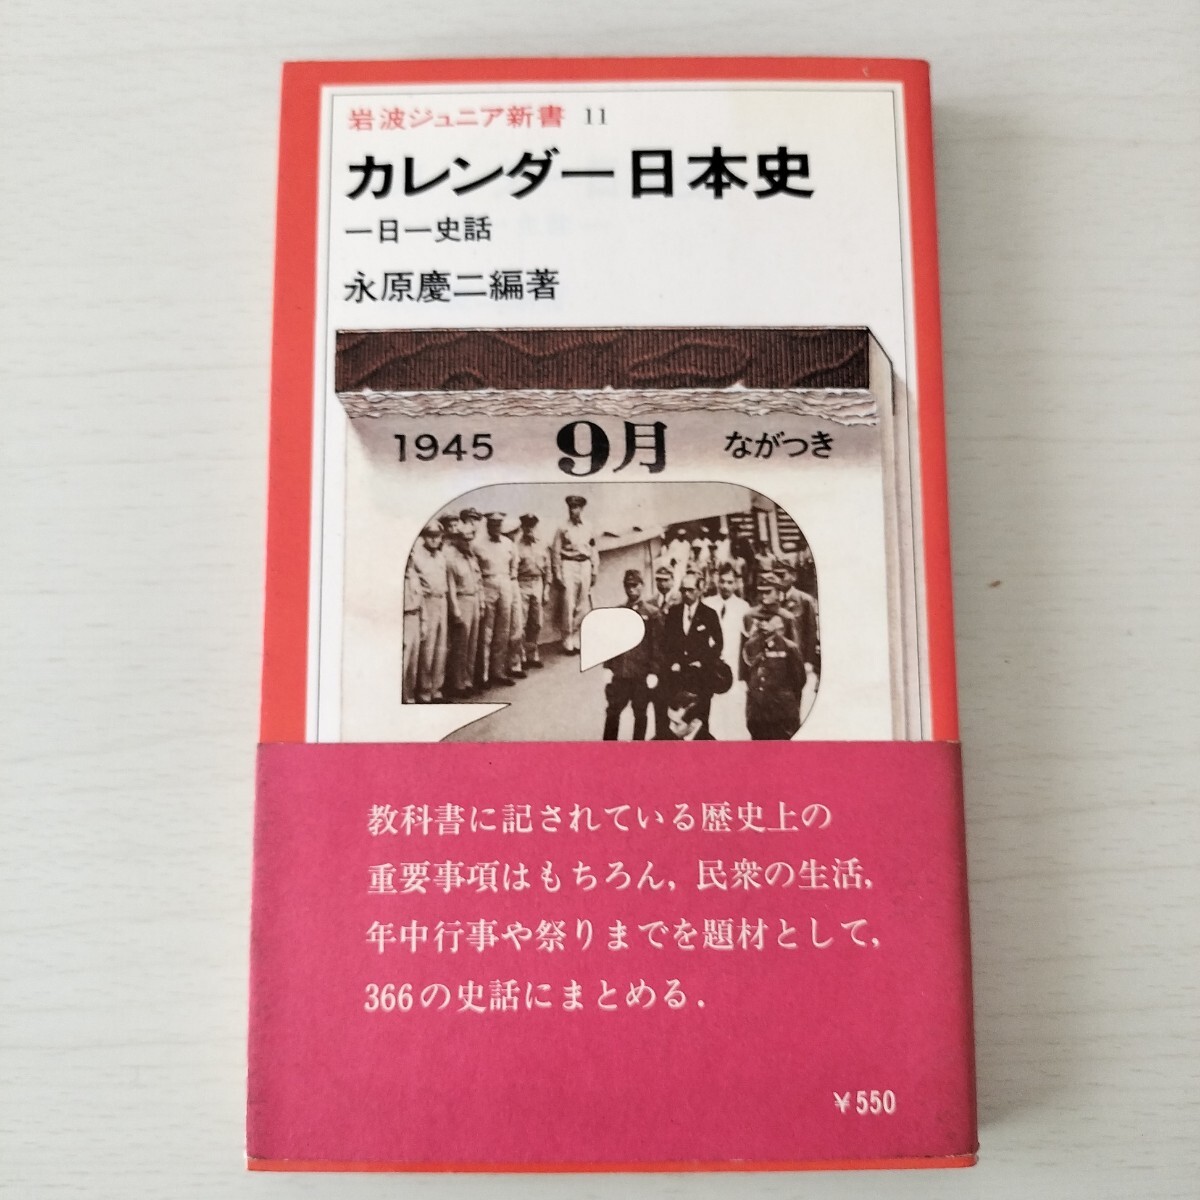 岩波ジュニア新書 11
カレンダー日本史
一日一史話
永原慶二編著
1945 9月 ながつき
教科書に記されている歴史上の
重要事項はもちろん, 民衆の生活,
年中行事や祭りまでを題材として,
366の史話にまとめる.
￥550